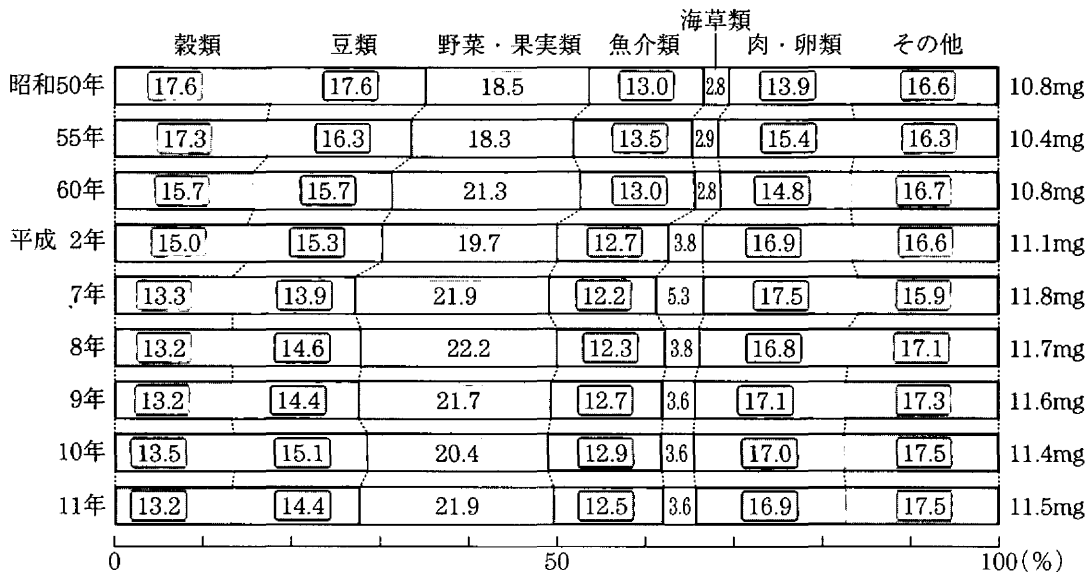 海草類
穀類 豆類 野菜・果実類 魚介類 肉・卵類 その他
昭和50年 17.6 17.6 18.5 13.0 2.8 13.9 16.6 10.8mg
55年 17.3 16.3 18.3 13.5 2.9 15.4 16.3 10.4mg
60年 15.7 15.7 21.3 13.0 2.8 14.8 16.7 10.8mg
平成 2年 15.0 15.3 19.7 12.7 3.8 16.9 16.6 11.1mg
7年 13.3 13.9 21.9 12.2 5.3 17.5 15.9 11.8mg
8年 13.2 14.6 22.2 12.3 3.8 16.8 17.1 11.7mg
9年 13.2 14.4 21.7 12.7 3.6 17.1 17.3 11.6mg
10年 13.5 15.1 20.4 12.9 3.6 17.0 17.5 11.4mg
11年 13.2 14.4 21.9 12.5 3.6 16.9 17.5 11.5mg
0 50 100(%)